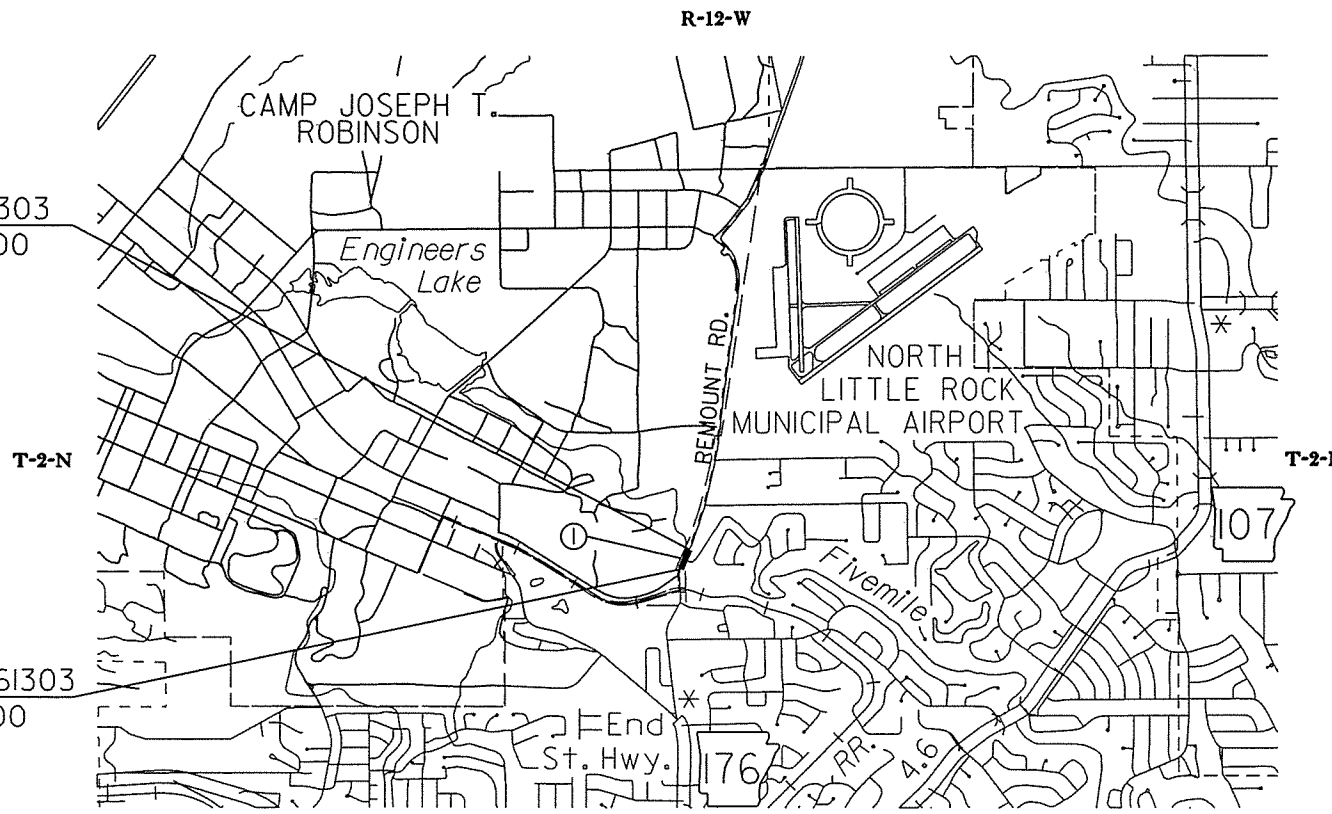 R-12-W
CAMP JOSEPH T.
ROBINSON
303
00
Engineers
Lake
REMOUNT RD.
NORTH
LITTLE ROCK
MUNICIPAL AIRPORT
*
T-2-N
T-2-
107
1
Fivemile
61303
00
*
End
St. Hwy.
176
RR.
4.6